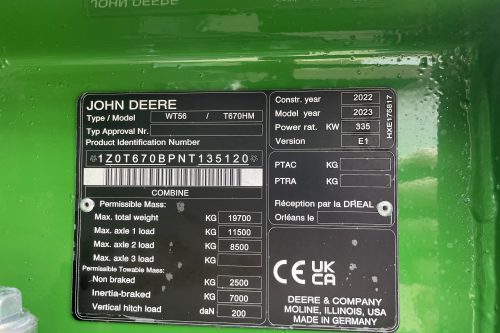 JOHN DEERE
JOHN DEERE
Type / Model WT56 / T670HM
Typ Approval Nr.
Product Identification Number
1Z0T670BPNT135120
COMBINE
Permissible Mass:
Max. total weight KG 19700
Max. axle 1 load KG 11500
Max. axle 2 load KG 8500
Max. axle 3 load KG
Permissible Towable Mass:
Non braked KG 2500
Inertia-braked KG 7000
Vertical hitch load daN 200
Constr. year 2022
Model year 2023
Power rat. KW 335
Version E1
HXE175817
PTAC KG
PTRA KG
Réception par la DREAL
Orléans le
CE UK CA
DEERE & COMPANY
MOLINE, ILLINOIS, USA
MADE IN GERMANY